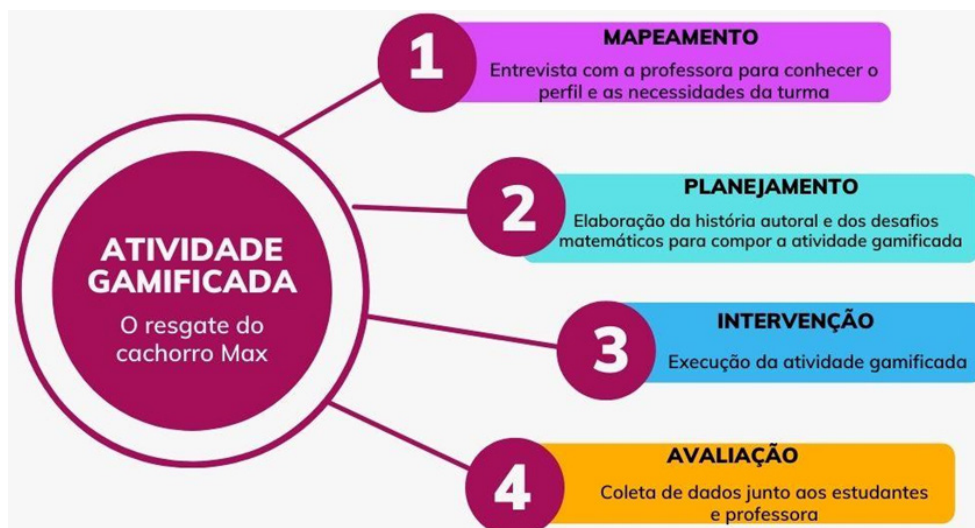 ATIVIDADE
GAMIFICADA
O resgate do
cachorro Max
1
MAPEAMENTO
Entrevista com a professora para conhecer o
perfil e as necessidades da turma
2
PLANEJAMENTO
Elaboração da história autoral e dos desafios
matemáticos para compor a atividade gamificada
3
INTERVENÇÃO
Execução da atividade gamificada
4
AVALIAÇÃO
Coleta de dados junto aos estudantes
e professora